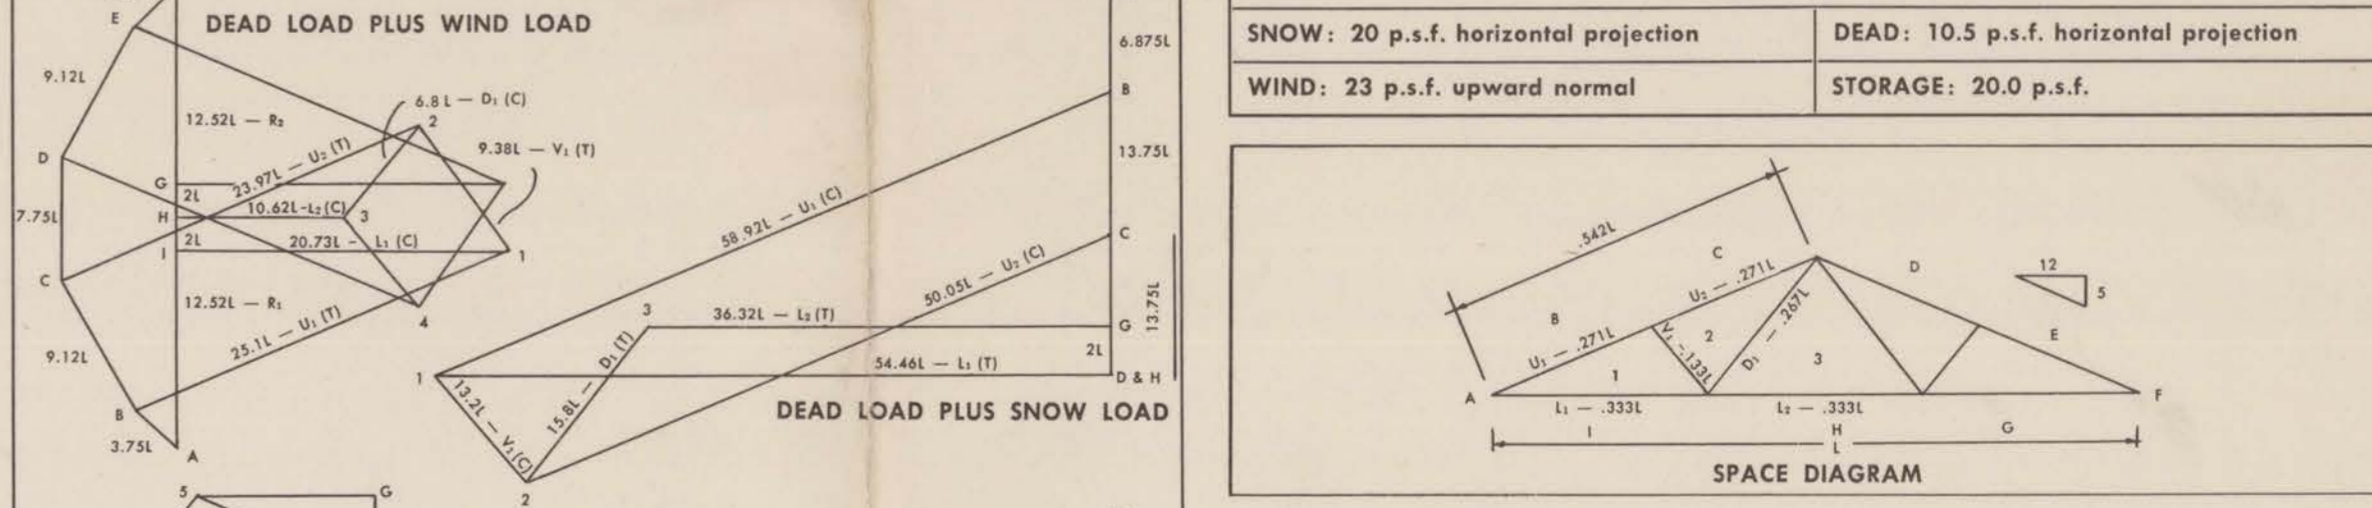 E
DEAD LOAD PLUS WIND LOAD
9.12L
6.8L — D₁ (C)
12.52L — R₂
2
D
23.97L — U₂ (T)
9.38L — V₁ (T)
G
2L
7.75L
H
10.62L-L₂(C)
3
2L
20.73L - L₁ (C)
I
1
C
12.52L — R₁
4
25.1L — U₁ (T)
9.12L
B
3.75L
A
5
G
6.875L
B
13.75L
58.92L — U₁ (C)
C
50.05L — U₂ (C)
3
36.32L — L₂ (T)
G
13.75L
15.8L — D₁ (T)
2L
54.46L — L₁ (T)
1
D & H
13.2L — V₁ (C)
DEAD LOAD PLUS SNOW LOAD
2
SNOW: 20 p.s.f. horizontal projection
DEAD: 10.5 p.s.f. horizontal projection
WIND: 23 p.s.f. upward normal
STORAGE: 20.0 p.s.f.
.542L
C
D
12
5
U₂ — .271L
B
E
U₁ — .271L
V₁ — .133L
2
D₁ — .267L
1
3
A
F
L₁ — .333L
L₂ — .333L
I
H
G
L
SPACE DIAGRAM